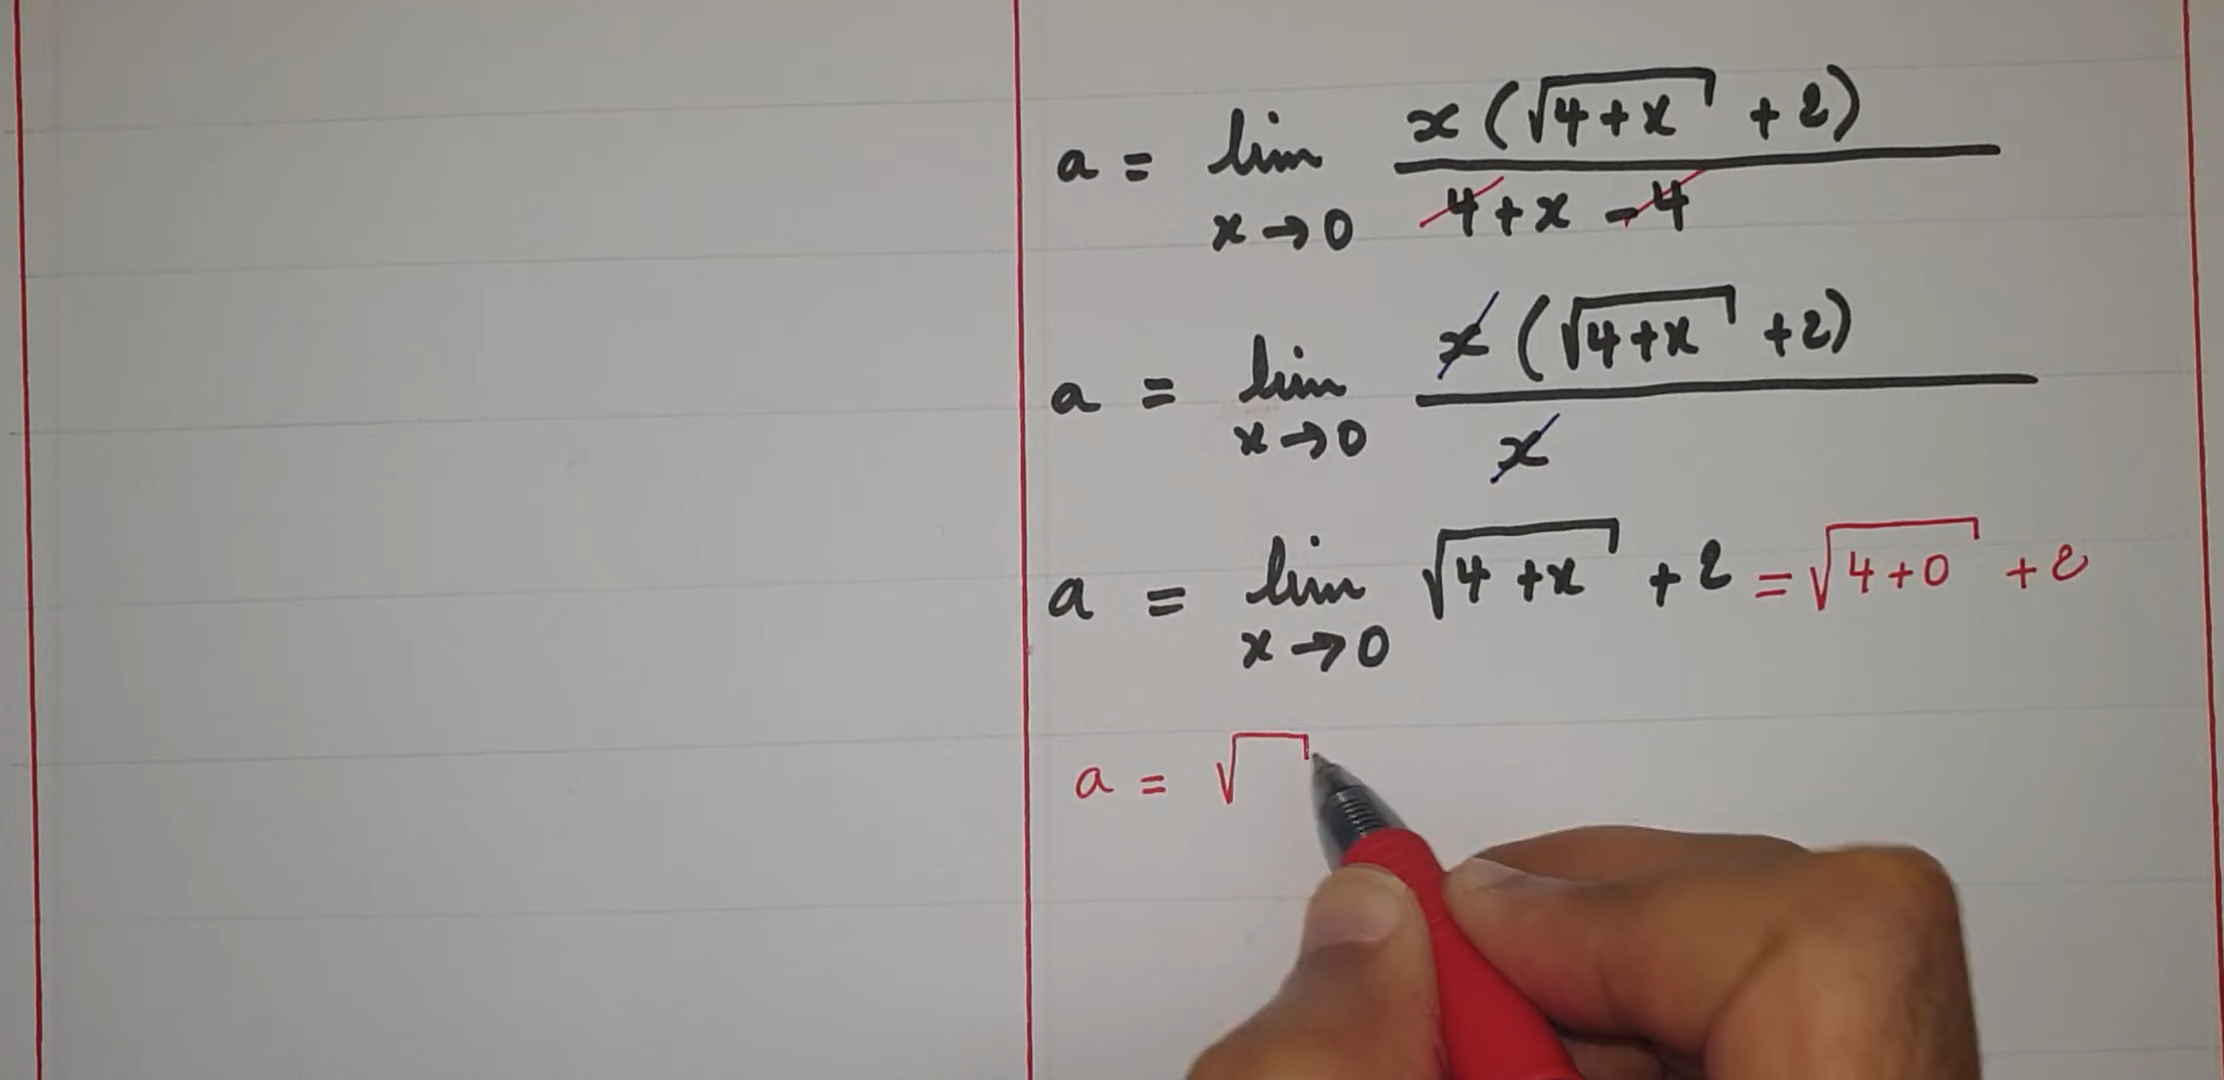 a = lim x→0 x(√(4+x) + 2) / (4+x-4)
a = lim x→0 x(√(4+x) + 2) / x
a = lim x→0 √(4+x) + 2 = √(4+0) + 2
a = √